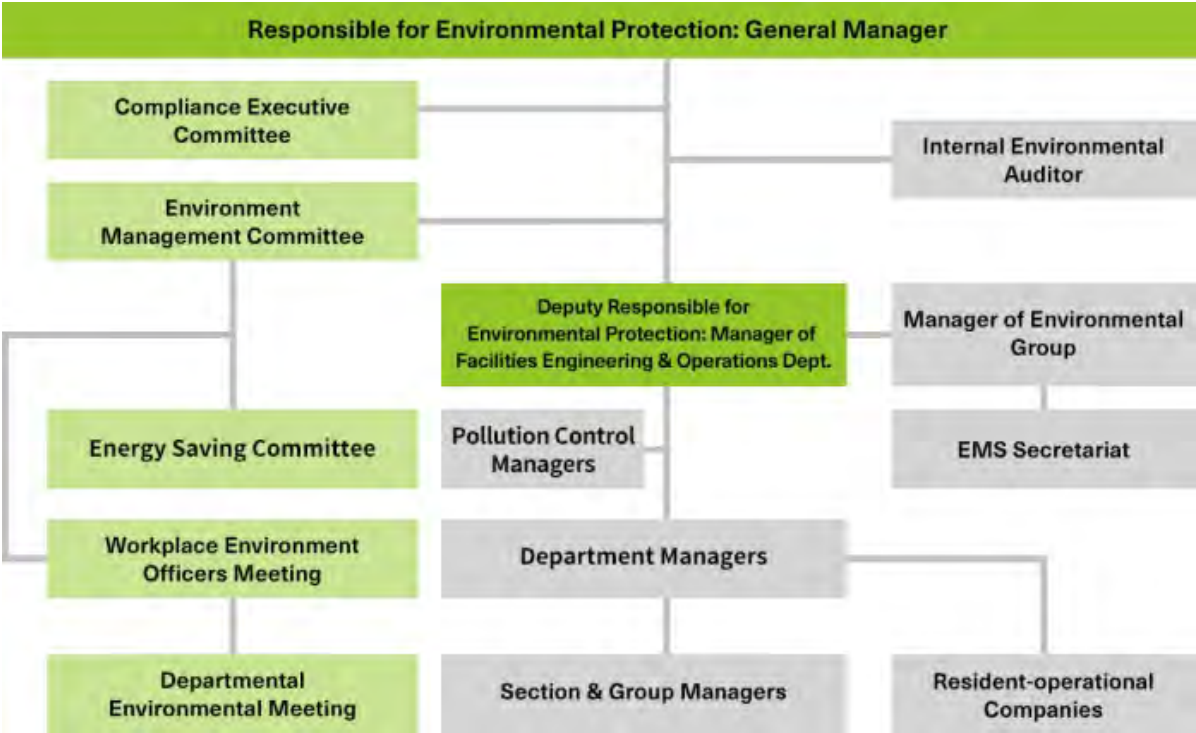 Responsible for Environmental Protection: General Manager
Compliance Executive
Committee
Internal Environmental
Auditor
Environment
Management Committee
Deputy Responsible for
Environmental Protection: Manager of
Facilities Engineering & Operations Dept.
Manager of Environmental
Group
Energy Saving Committee
Pollution Control
Managers
EMS Secretariat
Workplace Environment
Officers Meeting
Department Managers
Departmental
Environmental Meeting
Section & Group Managers
Resident-operational
Companies